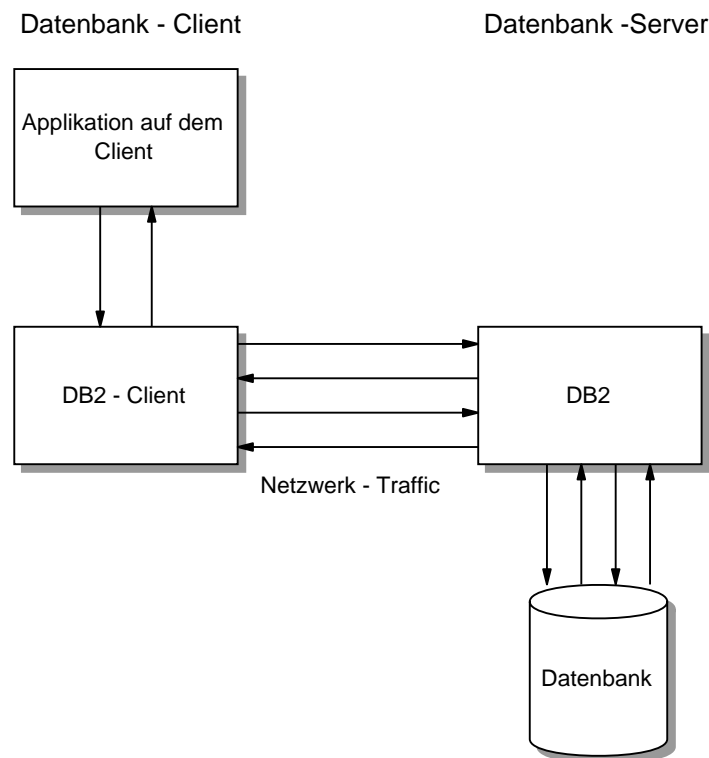 Datenbank - Client
Datenbank -Server
Applikation auf dem
Client
DB2 - Client
DB2
Netzwerk - Traffic
Datenbank